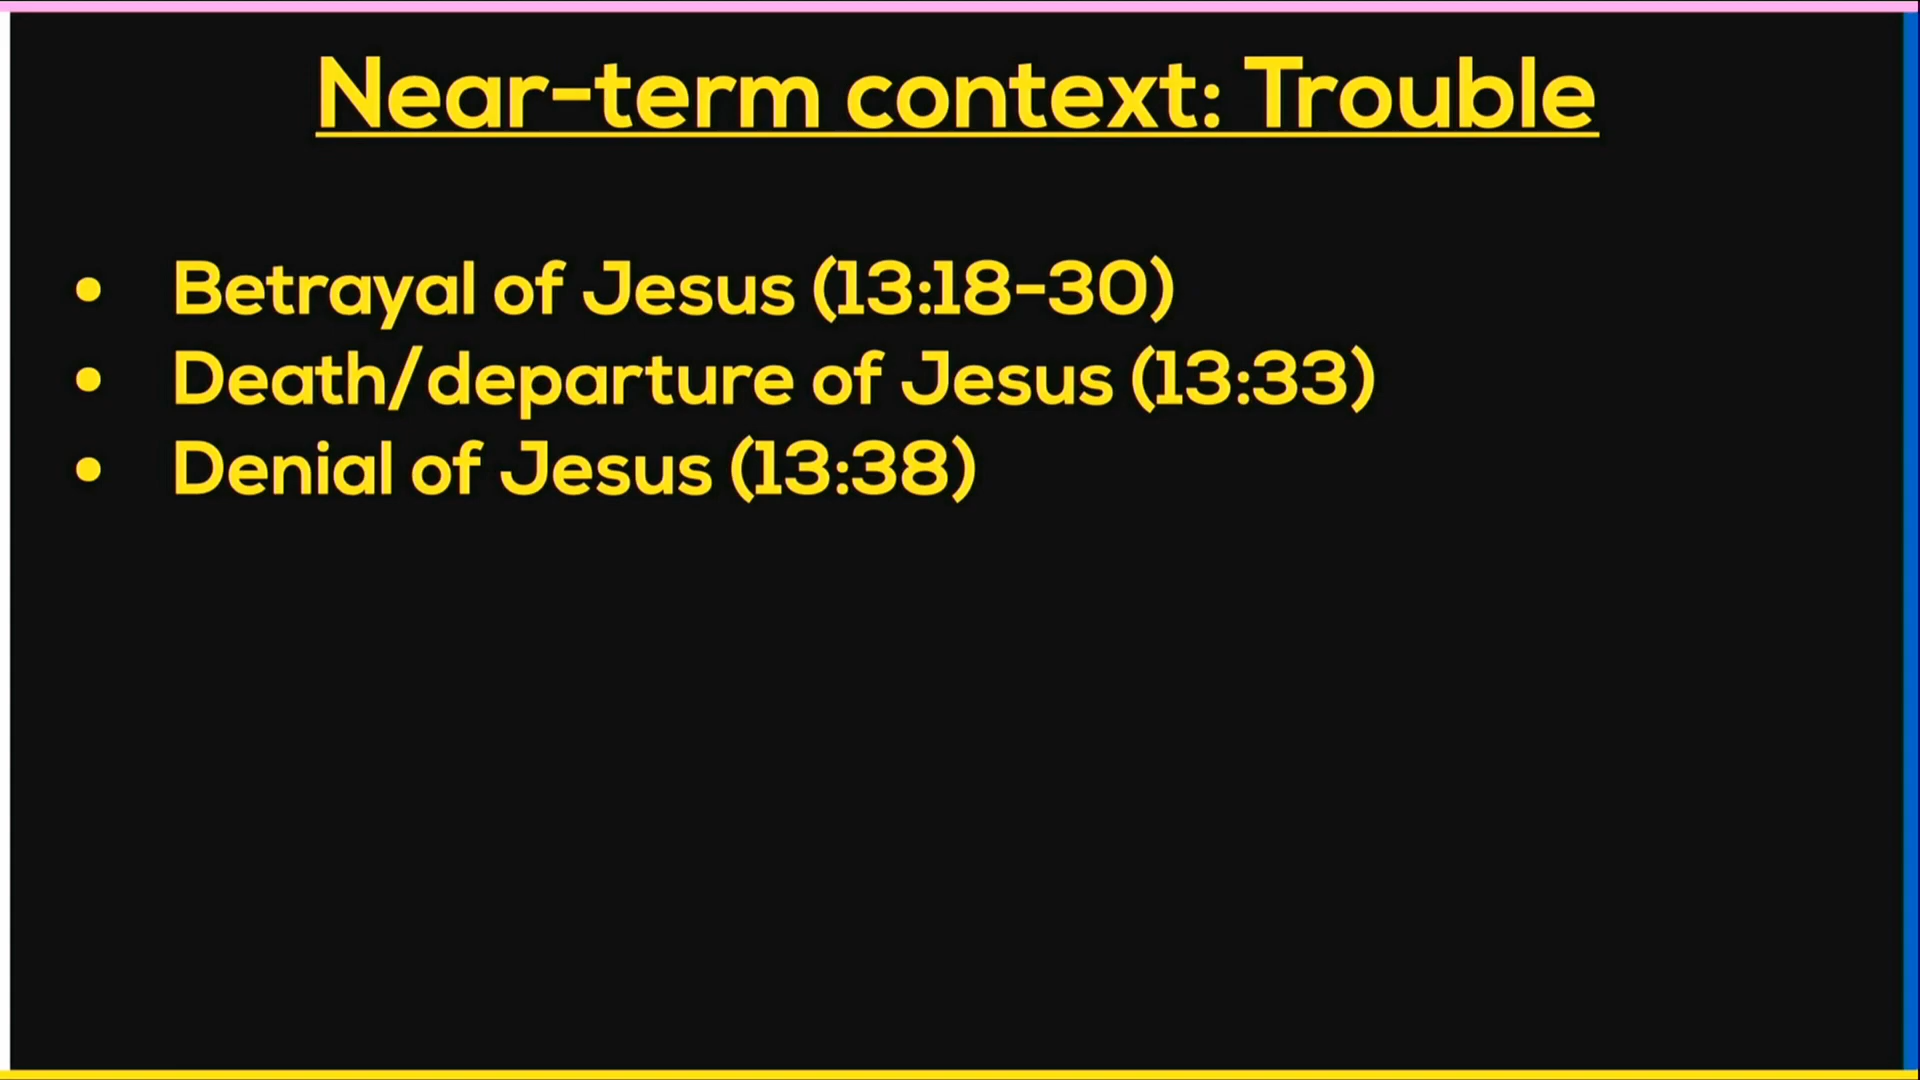 Near-term context: Trouble
• Betrayal of Jesus (13:18-30)
• Death/departure of Jesus (13:33)
• Denial of Jesus (13:38)